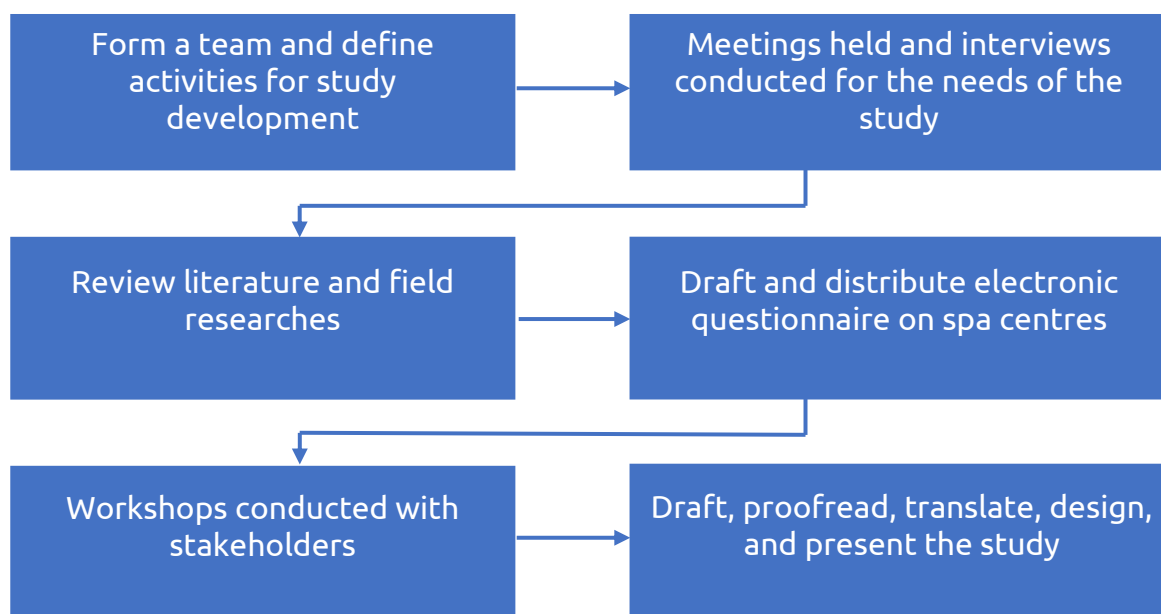 Form a team and define
activities for study
development
Meetings held and interviews
conducted for the needs of the
study
Review literature and field
researches
Draft and distribute electronic
questionnaire on spa centres
Workshops conducted with
stakeholders
Draft, proofread, translate, design,
and present the study